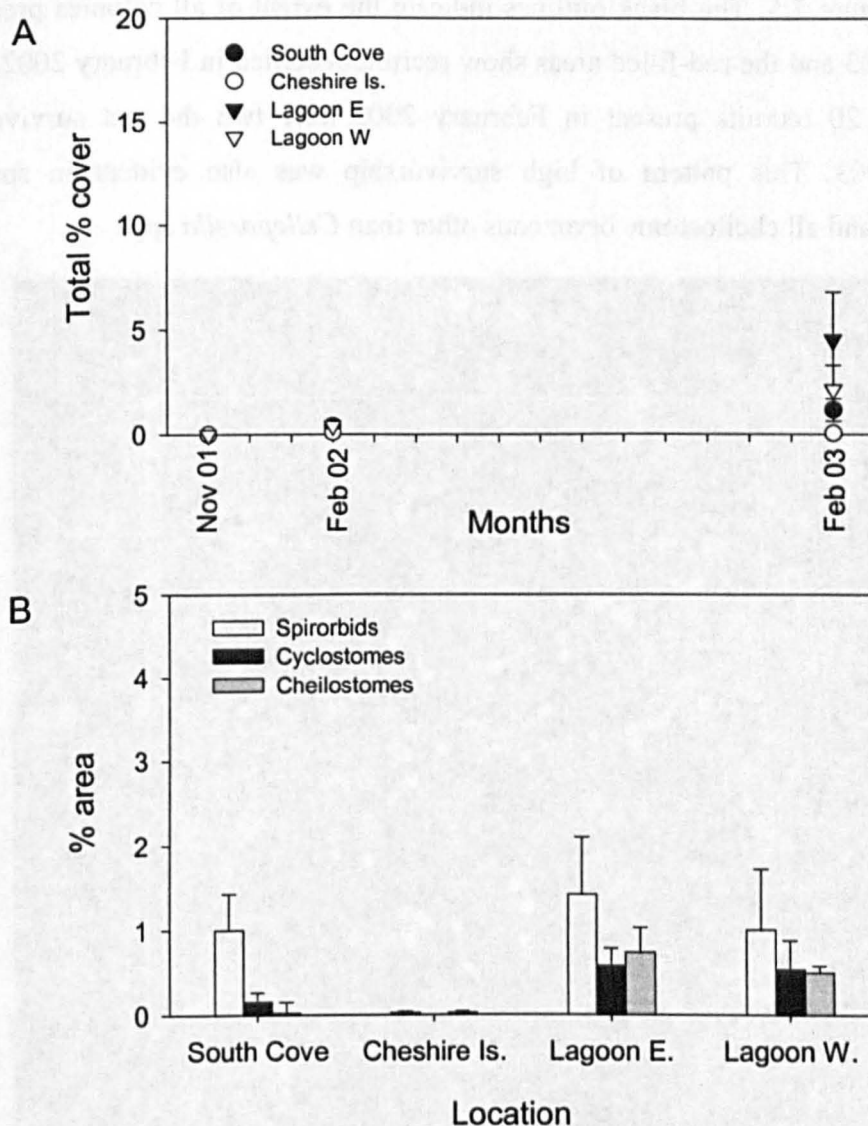 A
20
15
10
5
0
Total % cover
South Cove
Cheshire Is.
Lagoon E
Lagoon W
Nov 01
Feb 02
Feb 03
Months
B
5
4
3
2
1
0
% area
Spirorbids
Cyclostomes
Cheilostomes
South Cove
Cheshire Is.
Lagoon E.
Lagoon W.
Location